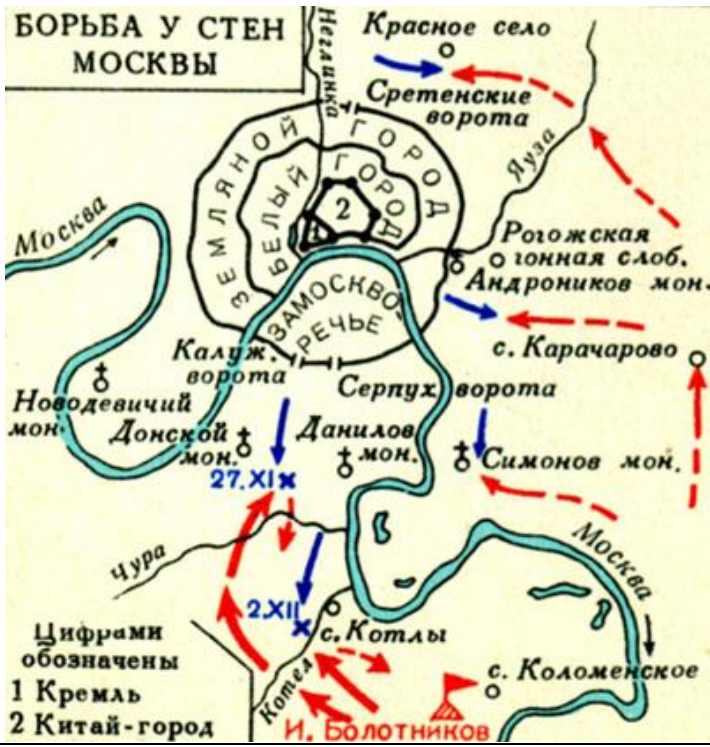 БОРЬБА У СТЕН
МОСКВЫ
Неглинка
Красное село
Сретенские
ворота
Яуза
ЗЕМЛЯНОЙ ГОРОД
БЕЛЫЙ ГОРОД
2
1
Москва
Рогожская
гонная слоб.
Андроников мон.
ЗАМОСКВО-
РЕЧЬЕ
Калуж.
ворота
с. Карачарово
Серпух ворота
Новодевичий
мон.
Донской
мон.
Данилов
мон.
Симонов мон.
27.XI
Чура
Москва
2.XII
с. Котлы
Котел
с. Коломенское
И. Болотников
Цифрами
обозначены
1 Кремль
2 Китай-город